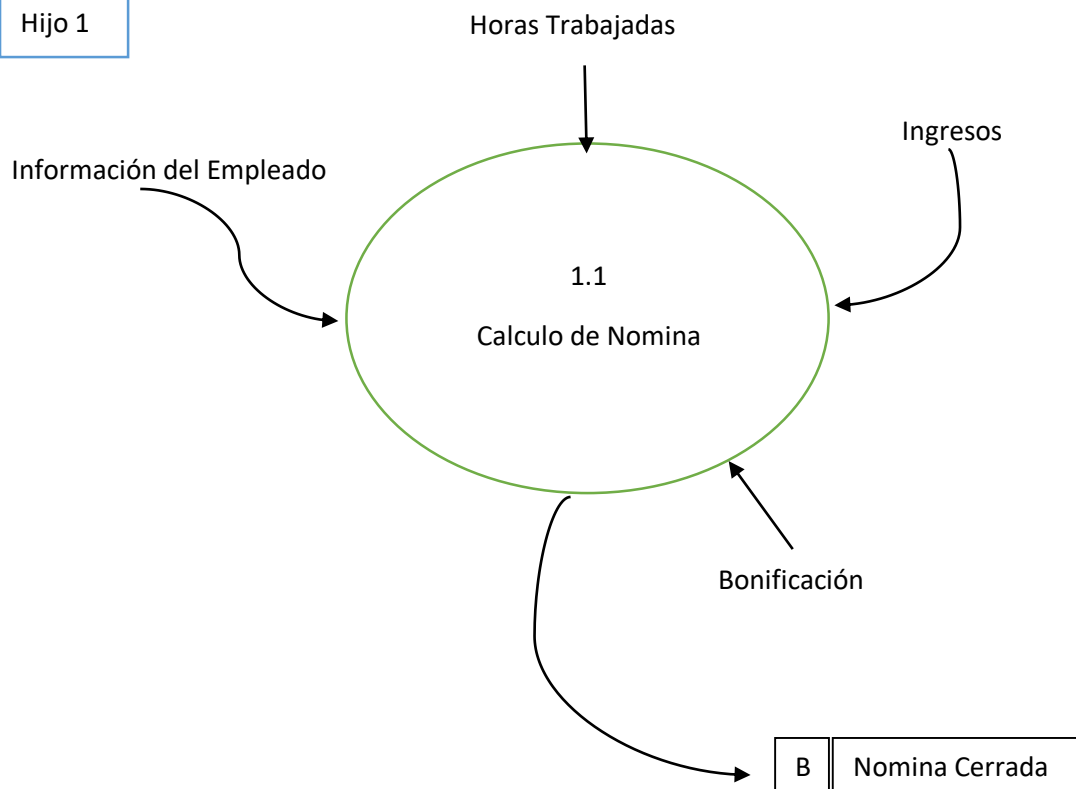 Hijo 1
Horas Trabajadas
Ingresos
Información del Empleado
1.1
Calculo de Nomina
Bonificación
B
Nomina Cerrada